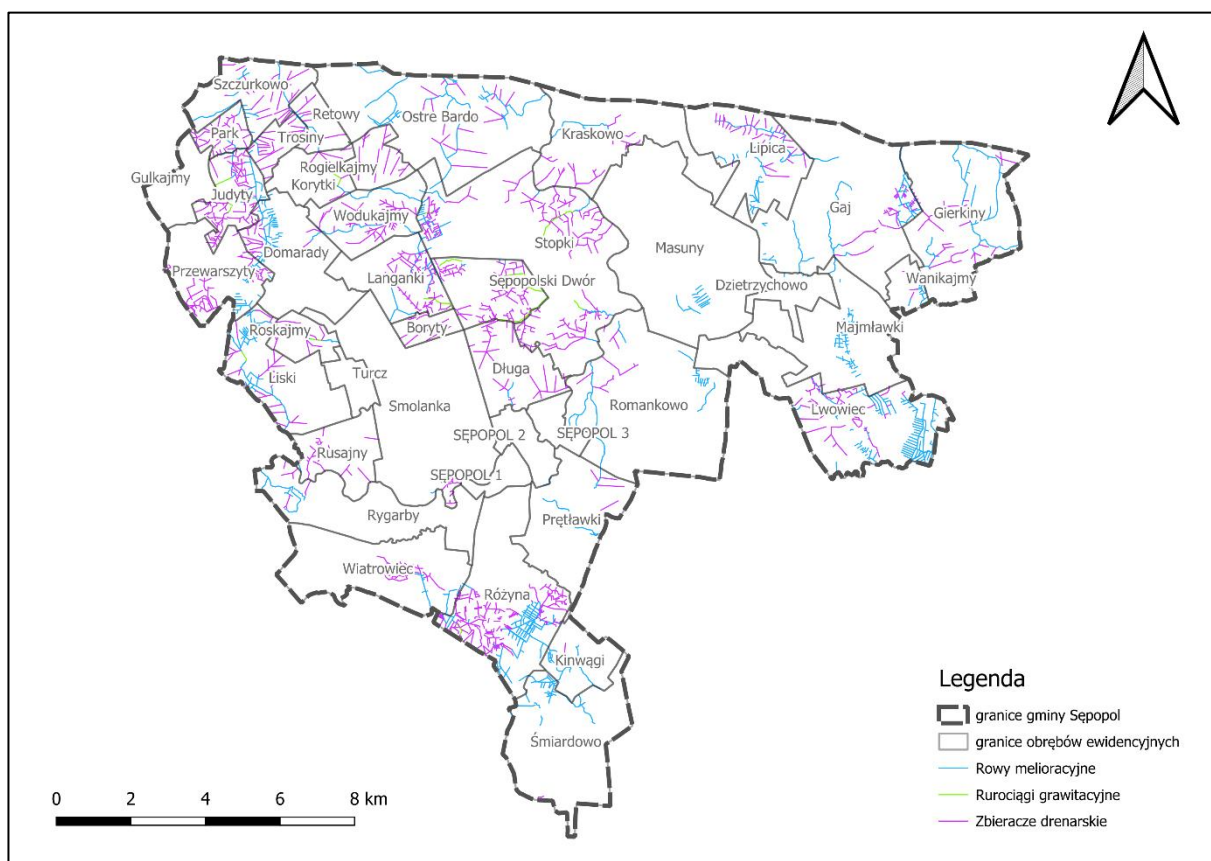 Szczurkowo
Retowy
Ostre Bardo
Park
Trosiny
Kraskowo
Lipica
Rogielkajmy
Gulkajmy
Korytki
Judyty
Wodukajmy
Gaj
Gierkiny
Stopki
Masuny
Domarady
Przewarszyty
Langanki
Sępopolski Dwór
Dzietrzychowo
Wanikajmy
Boryty
Roskajmy
Majmławki
Liski
Turcz
Długa
Smolanka
Romankowo
Lwowiec
SĘPOPOL 2
SĘPOPOL 3
Rusajny
SĘPOPOL 1
Rygarby
Prętławki
Wiatrowiec
Różyna
Kinwągi
Śmiardowo
Legenda
granice gminy Sępopol
granice obrębów ewidencyjnych
Rowy melioracyjne
Rurociągi grawitacyjne
Zbieracze drenarskie
0 2 4 6 8 km